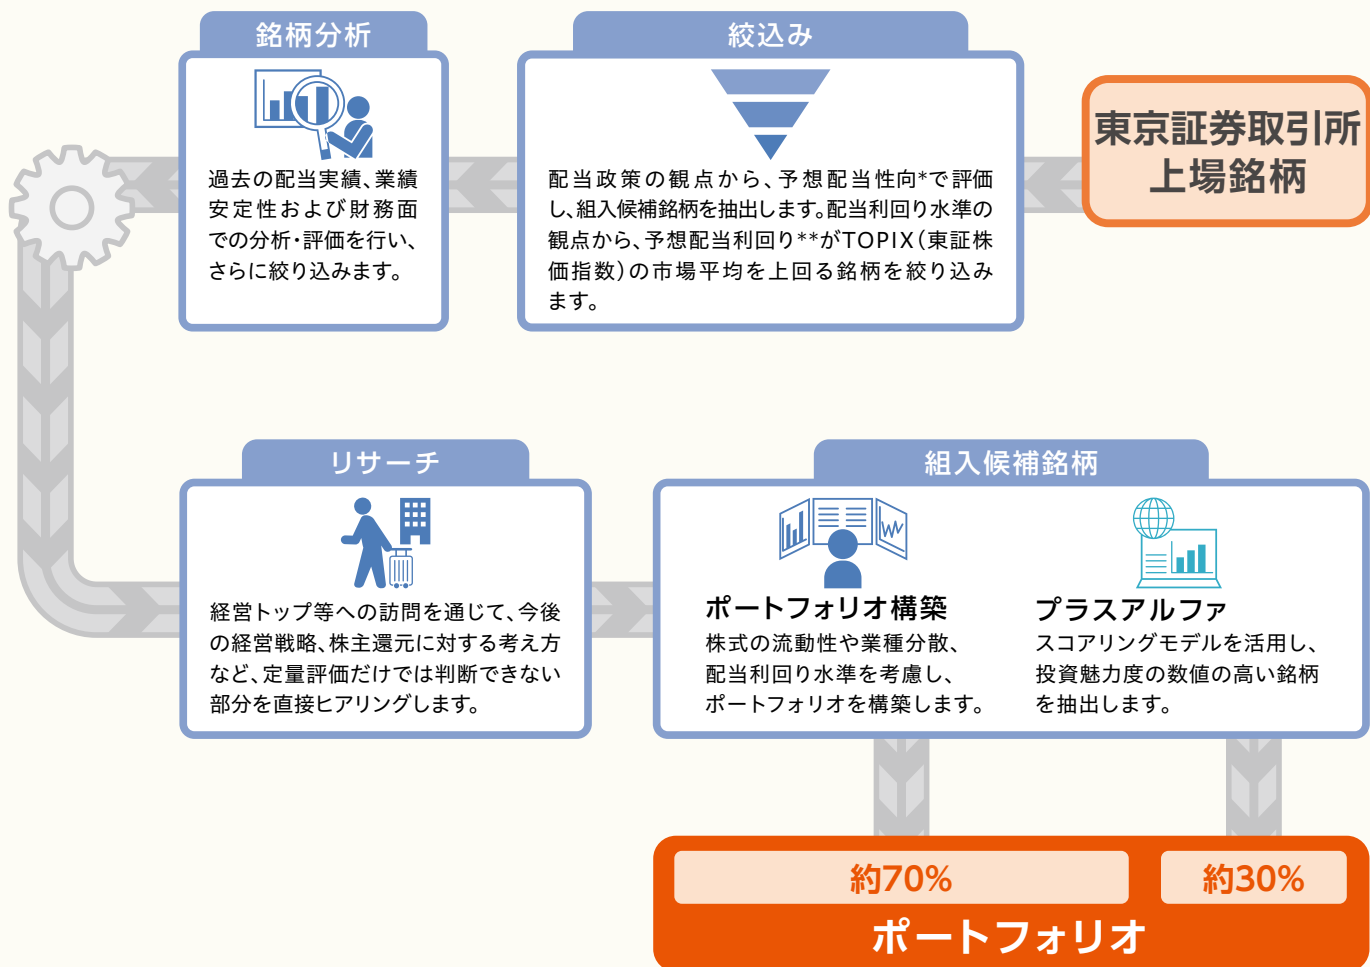 東京証券取引所
上場銘柄
絞込み
配当政策の観点から、予想配当性向*で評価
し、組入候補銘柄を抽出します。配当利回り水準の
観点から、予想配当利回り**がTOPIX(東証株
価指数)の市場平均を上回る銘柄を絞り込み
ます。
銘柄分析
過去の配当実績、業績
安定性および財務面
での分析・評価を行い、
さらに絞り込みます。
リサーチ
経営トップ等への訪問を通じて、今後
の経営戦略、株主還元に対する考え方
など、定量評価だけでは判断できない
部分を直接ヒアリングします。
組入候補銘柄
ポートフォリオ構築
株式の流動性や業種分散、
配当利回り水準を考慮し、
ポートフォリオを構築します。
プラスアルファ
スコアリングモデルを活用し、
投資魅力度の数値の高い銘柄
を抽出します。
約70%
約30%
ポートフォリオ